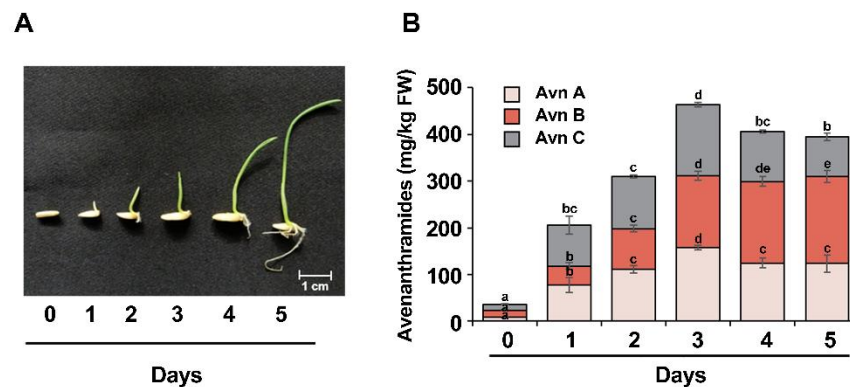 A
1 cm
0 1 2 3 4 5
Days
B
Avenanthramides (mg/kg FW)
500
400
300
200
100
0
Avn A
Avn B
Avn C
a
a
a
bc
b
b
c
c
c
d
d
d
bc
de
c
b
e
c
0 1 2 3 4 5
Days